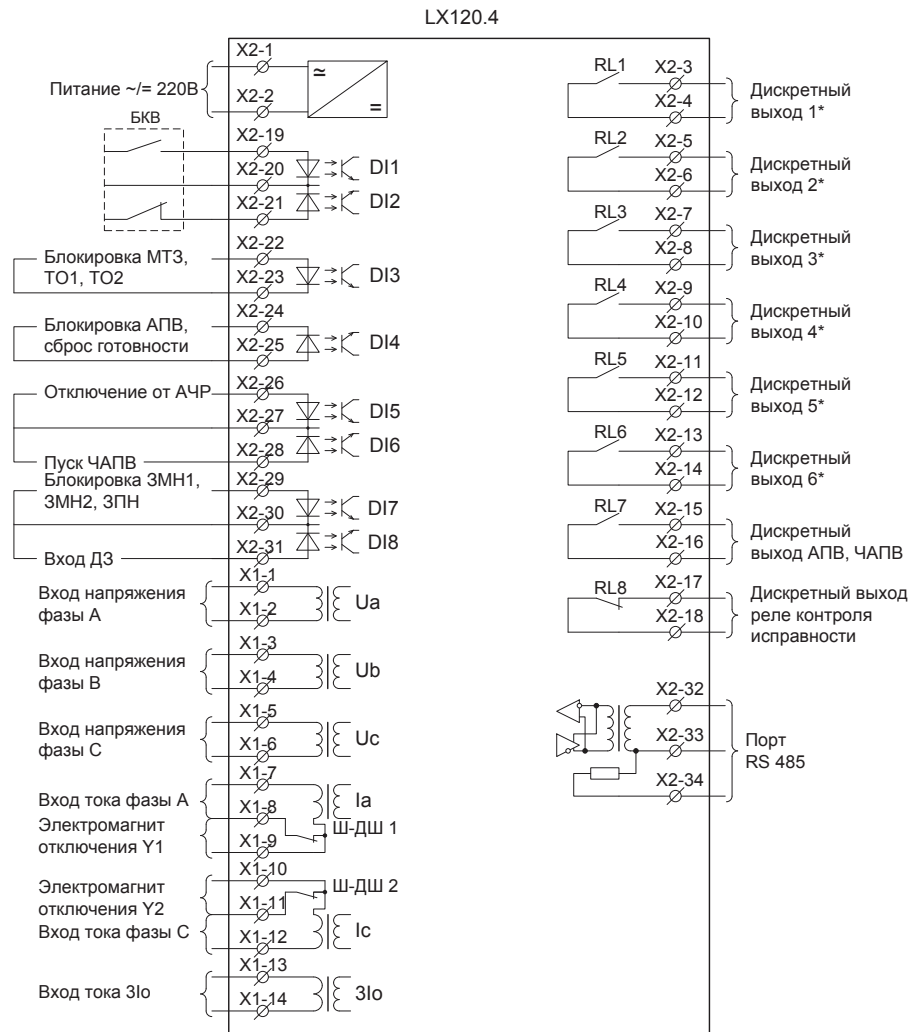 LX120.4
X2-1
Питание ~/= 220В
X2-2
≃
=
БКВ
X2-19
X2-20
DI1
X2-21
DI2
X2-22
Блокировка МТЗ,
ТО1, ТО2
X2-23
DI3
X2-24
Блокировка АПВ,
сброс готовности
X2-25
DI4
X2-26
Отключение от АЧР
X2-27
DI5
X2-28
DI6
Пуск ЧАПВ
X2-29
Блокировка ЗМН1,
ЗМН2, ЗПН
X2-30
DI7
X2-31
DI8
Вход ДЗ
X1-1
Вход напряжения
фазы А
X1-2
Ua
X1-3
Вход напряжения
фазы В
X1-4
Ub
X1-5
Вход напряжения
фазы С
X1-6
Uc
X1-7
Вход тока фазы А
X1-8
Ia
Электромагнит
отключения Y1
X1-9
Ш-ДШ 1
X1-10
Электромагнит
отключения Y2
X1-11
Ш-ДШ 2
Вход тока фазы С
X1-12
Ic
X1-13
Вход тока 3Io
X1-14
3Io
RL1
X2-3
X2-4
Дискретный
выход 1*
RL2
X2-5
X2-6
Дискретный
выход 2*
RL3
X2-7
X2-8
Дискретный
выход 3*
RL4
X2-9
X2-10
Дискретный
выход 4*
RL5
X2-11
X2-12
Дискретный
выход 5*
RL6
X2-13
X2-14
Дискретный
выход 6*
RL7
X2-15
X2-16
Дискретный
выход АПВ, ЧАПВ
RL8
X2-17
X2-18
Дискретный выход
реле контроля
исправности
X2-32
X2-33
X2-34
Порт
RS 485